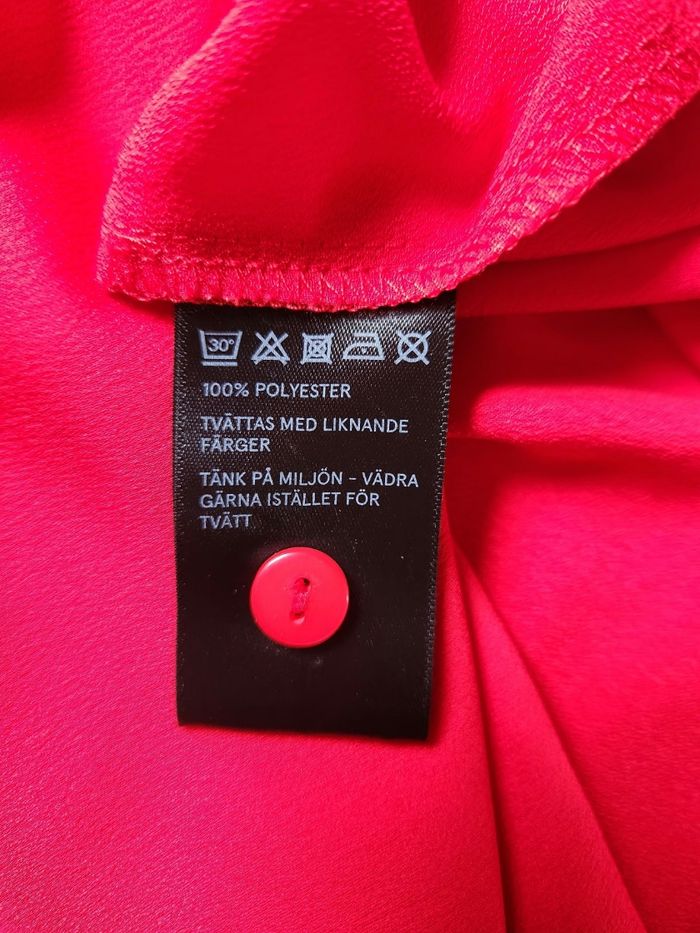 30°
100% POLYESTER
TVÄTTAS MED LIKNANDE
FÄRGER
TÄNK PÅ MILJÖN - VÄDRA
GÄRNA ISTÄLLET FÖR
TVÄTT